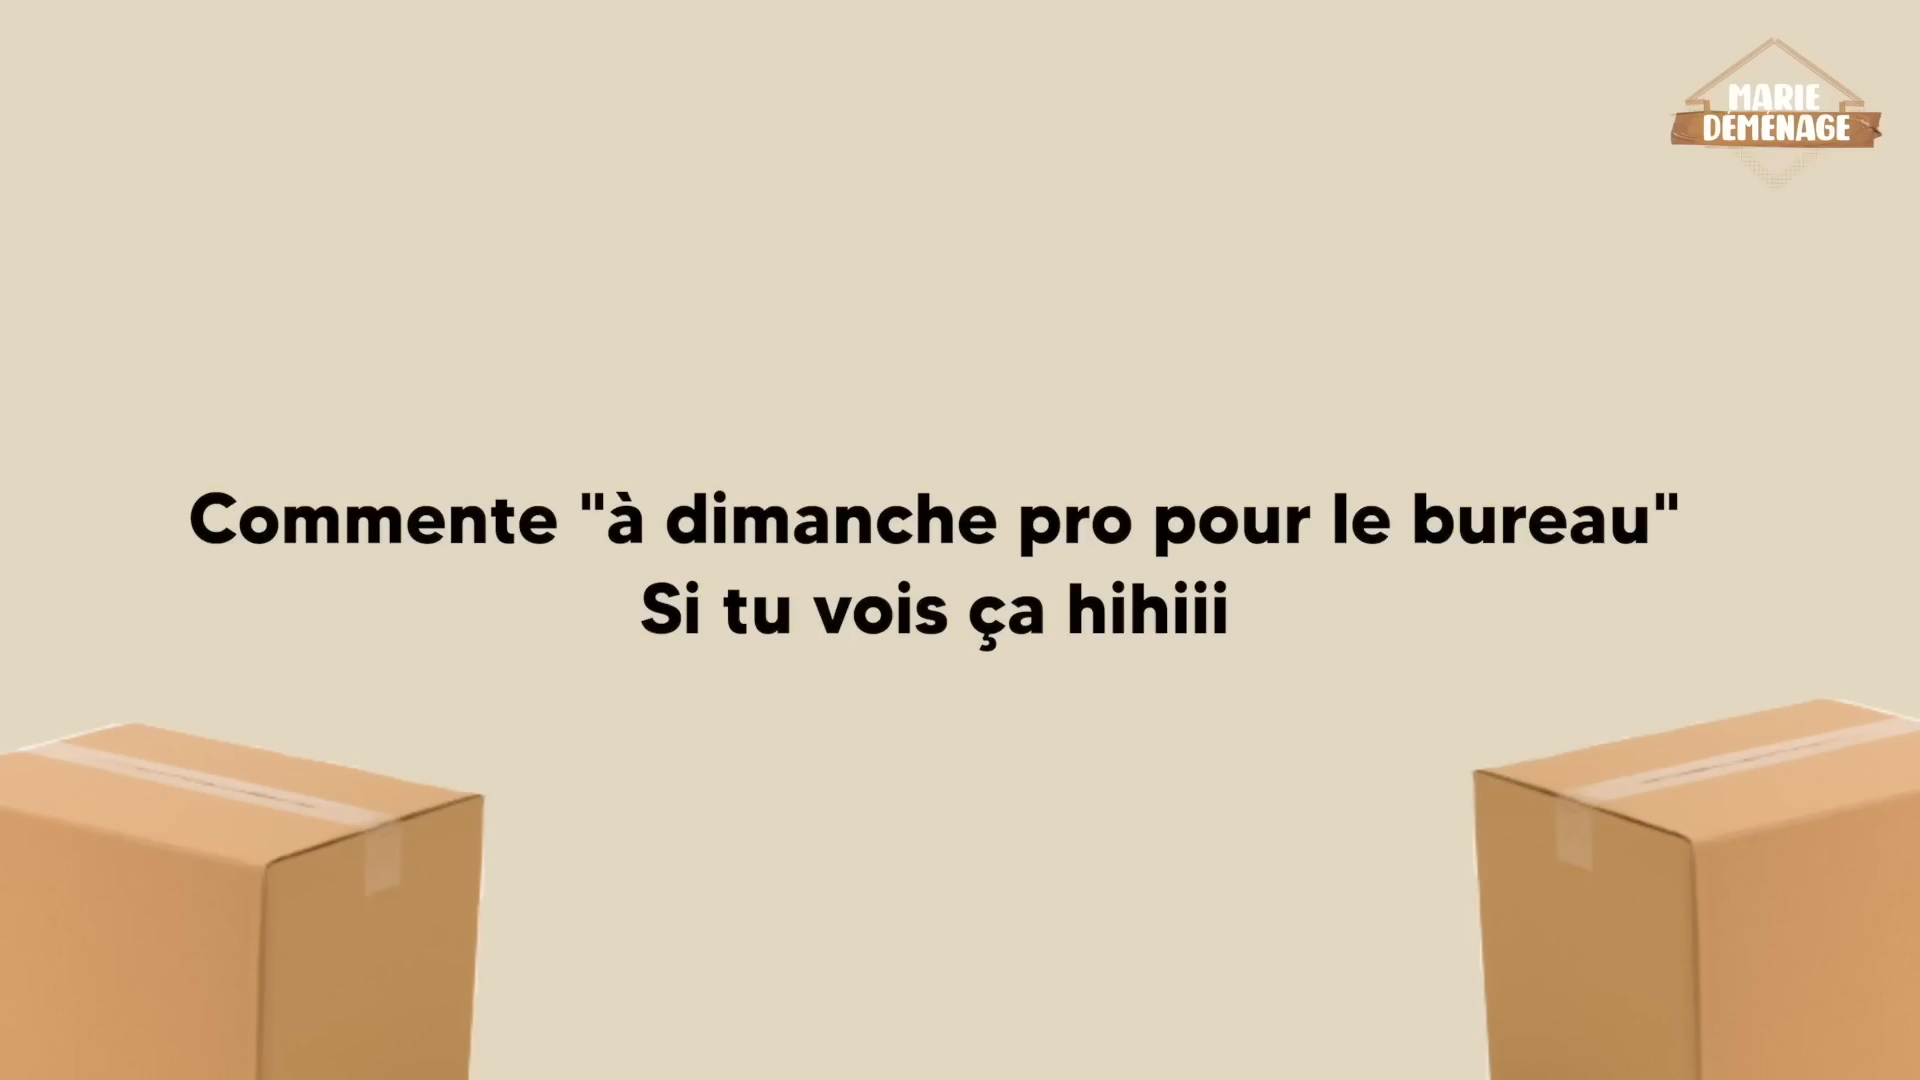 MARIE
DÉMÉNAGE
Commente "à dimanche pro pour le bureau"
Si tu vois ça hihiii